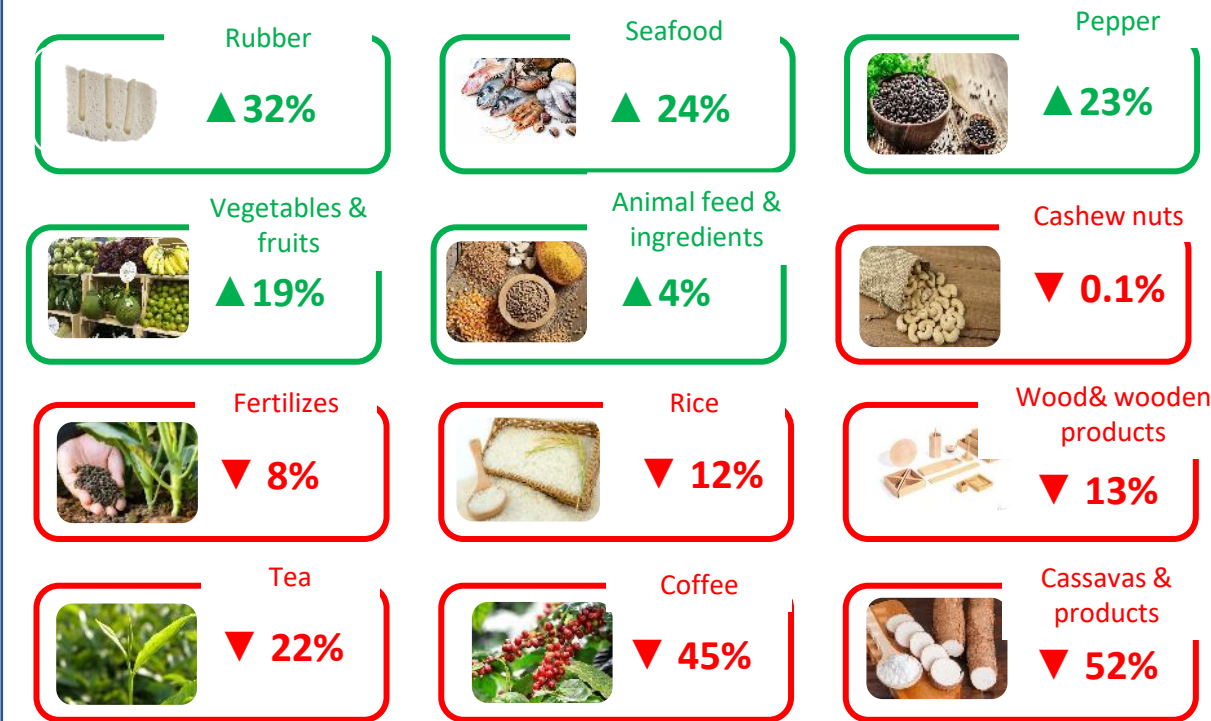 Rubber
▲32%
Seafood
▲ 24%
Pepper
▲23%
Vegetables &
fruits
▲19%
Animal feed &
ingredients
▲4%
Cashew nuts
▼ 0.1%
Fertilizes
▼ 8%
Rice
▼ 12%
Wood& wooden
products
▼ 13%
Tea
▼ 22%
Coffee
▼ 45%
Cassavas &
products
▼ 52%